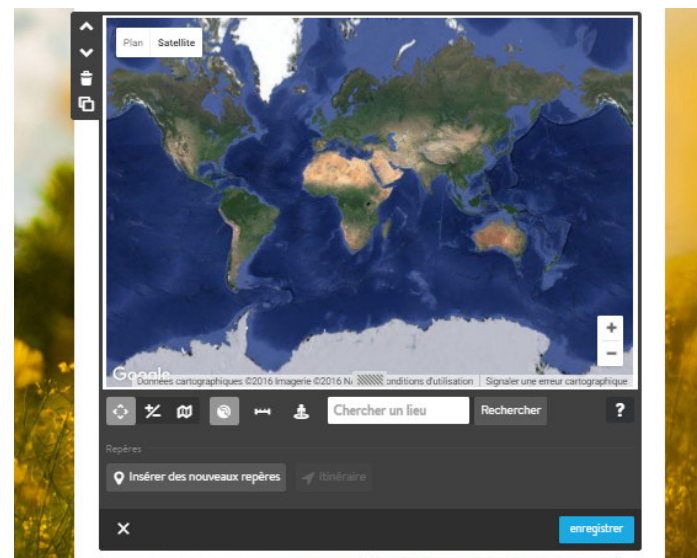 Plan Satellite
+
−
Google
Données cartographiques ©2016 Imagerie ©2016 onditions d'utilisation Signaler une erreur cartographique
Chercher un lieu Rechercher ?
Repères
Insérer des nouveaux repères Itinéraire
enregistrer